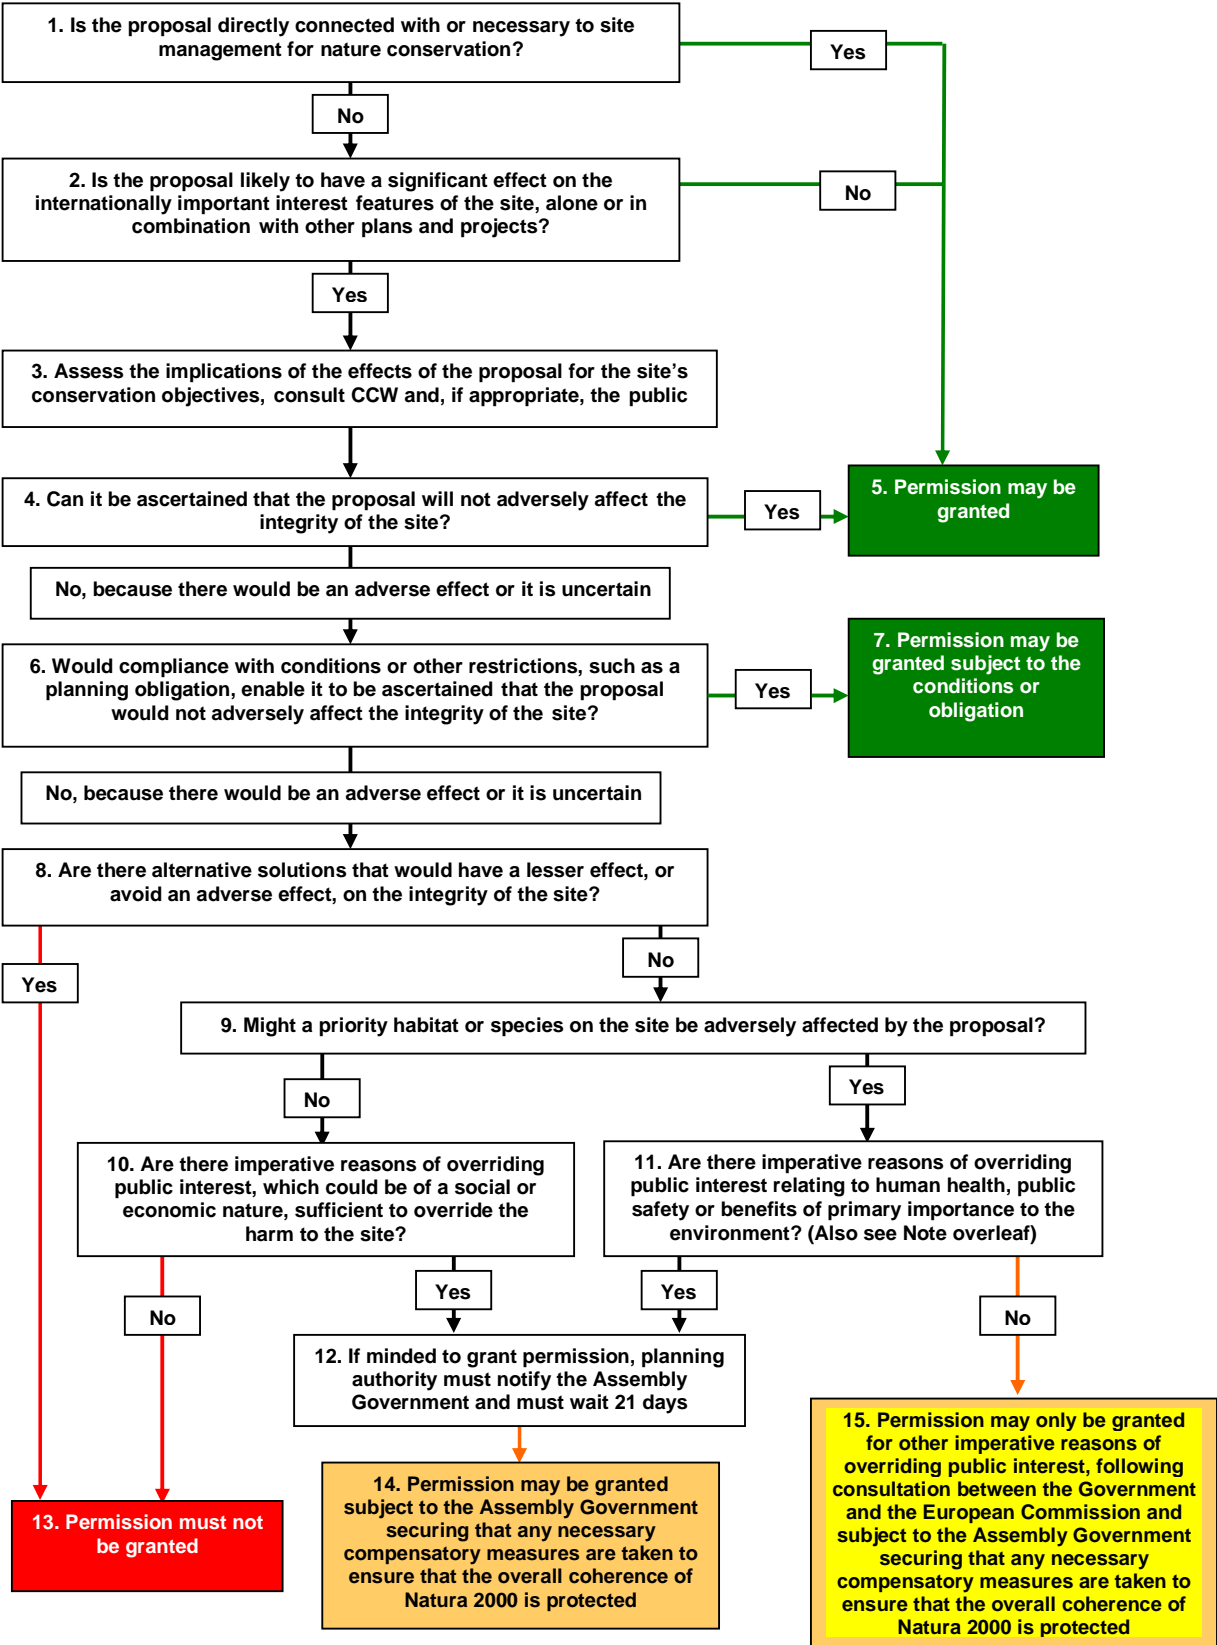 1. Is the proposal directly connected with or necessary to site
management for nature conservation?
Yes
No
2. Is the proposal likely to have a significant effect on the
internationally important interest features of the site, alone or in
combination with other plans and projects?
No
Yes
3. Assess the implications of the effects of the proposal for the site’s
conservation objectives, consult CCW and, if appropriate, the public
4. Can it be ascertained that the proposal will not adversely affect the
integrity of the site?
Yes
5. Permission may be
granted
No, because there would be an adverse effect or it is uncertain
6. Would compliance with conditions or other restrictions, such as a
planning obligation, enable it to be ascertained that the proposal
would not adversely affect the integrity of the site?
Yes
7. Permission may be
granted subject to the
conditions or
obligation
No, because there would be an adverse effect or it is uncertain
8. Are there alternative solutions that would have a lesser effect, or
avoid an adverse effect, on the integrity of the site?
Yes
No
9. Might a priority habitat or species on the site be adversely affected by the proposal?
No
Yes
10. Are there imperative reasons of overriding
public interest, which could be of a social or
economic nature, sufficient to override the
harm to the site?
11. Are there imperative reasons of overriding
public interest relating to human health, public
safety or benefits of primary importance to the
environment? (Also see Note overleaf)
No
Yes
Yes
No
12. If minded to grant permission, planning
authority must notify the Assembly
Government and must wait 21 days
13. Permission must not
be granted
14. Permission may be granted
subject to the Assembly Government
securing that any necessary
compensatory measures are taken to
ensure that the overall coherence of
Natura 2000 is protected
15. Permission may only be granted
for other imperative reasons of
overriding public interest, following
consultation between the Government
and the European Commission and
subject to the Assembly Government
securing that any necessary
compensatory measures are taken to
ensure that the overall coherence of
Natura 2000 is protected